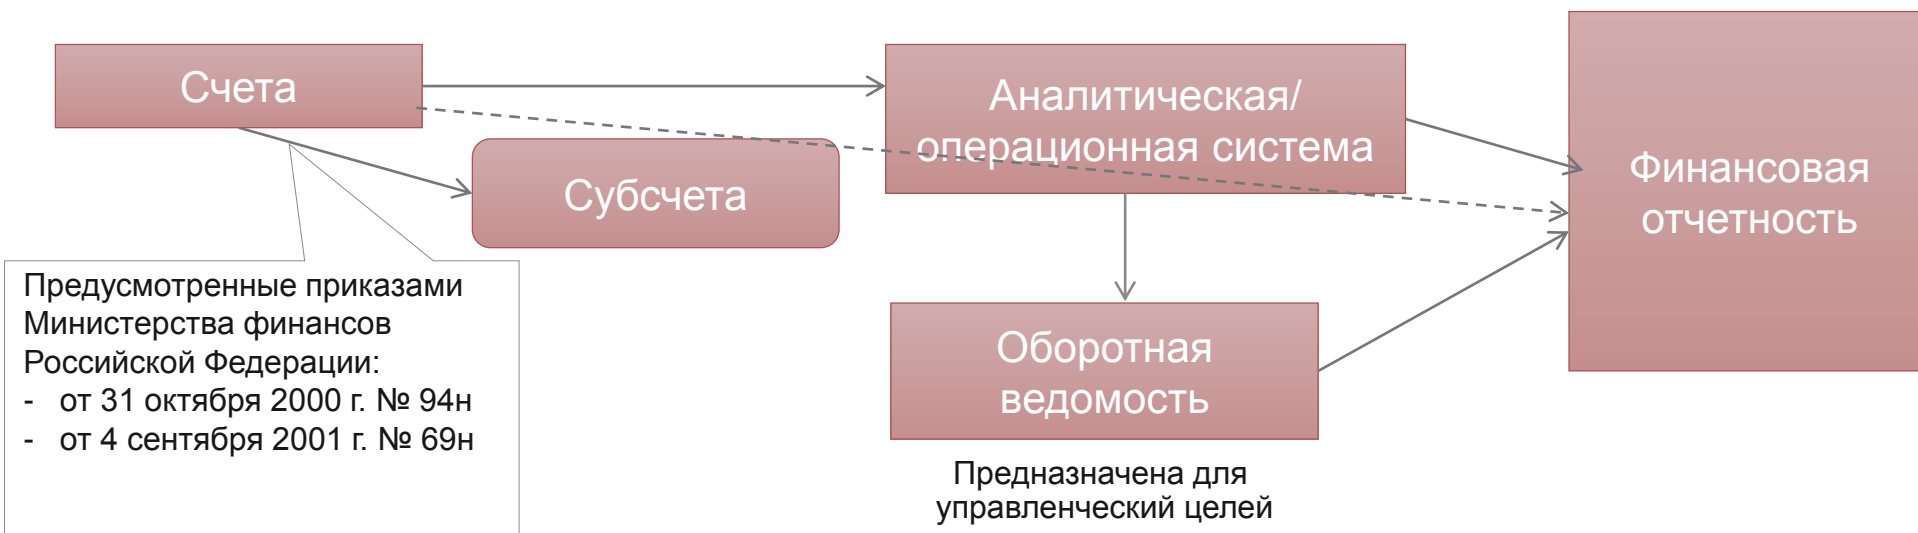 Счета
Аналитическая/
операционная система
Финансовая
отчетность
Субсчета
Предусмотренные приказами
Министерства финансов
Российской Федерации:
- от 31 октября 2000 г. № 94н
- от 4 сентября 2001 г. № 69н
Оборотная
ведомость
Предназначена для
управленческий целей